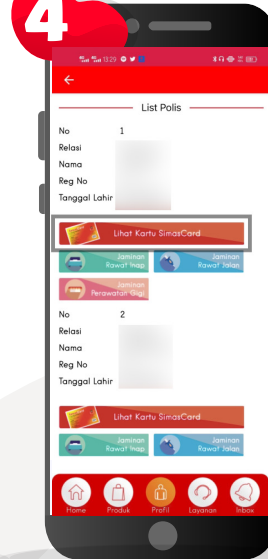 4
13.29
List Polis
No 1
Relasi
Nama
Reg No
Tanggal Lahir
Lihat Kartu SimasCard
Jaminan Rawat Inap
Jaminan Rawat Jalan
Jaminan Perawatan Gigi
No 2
Relasi
Nama
Reg No
Tanggal Lahir
Lihat Kartu SimasCard
Jaminan Rawat Inap
Jaminan Rawat Jalan
Home Produk Profil Layanan Inbox